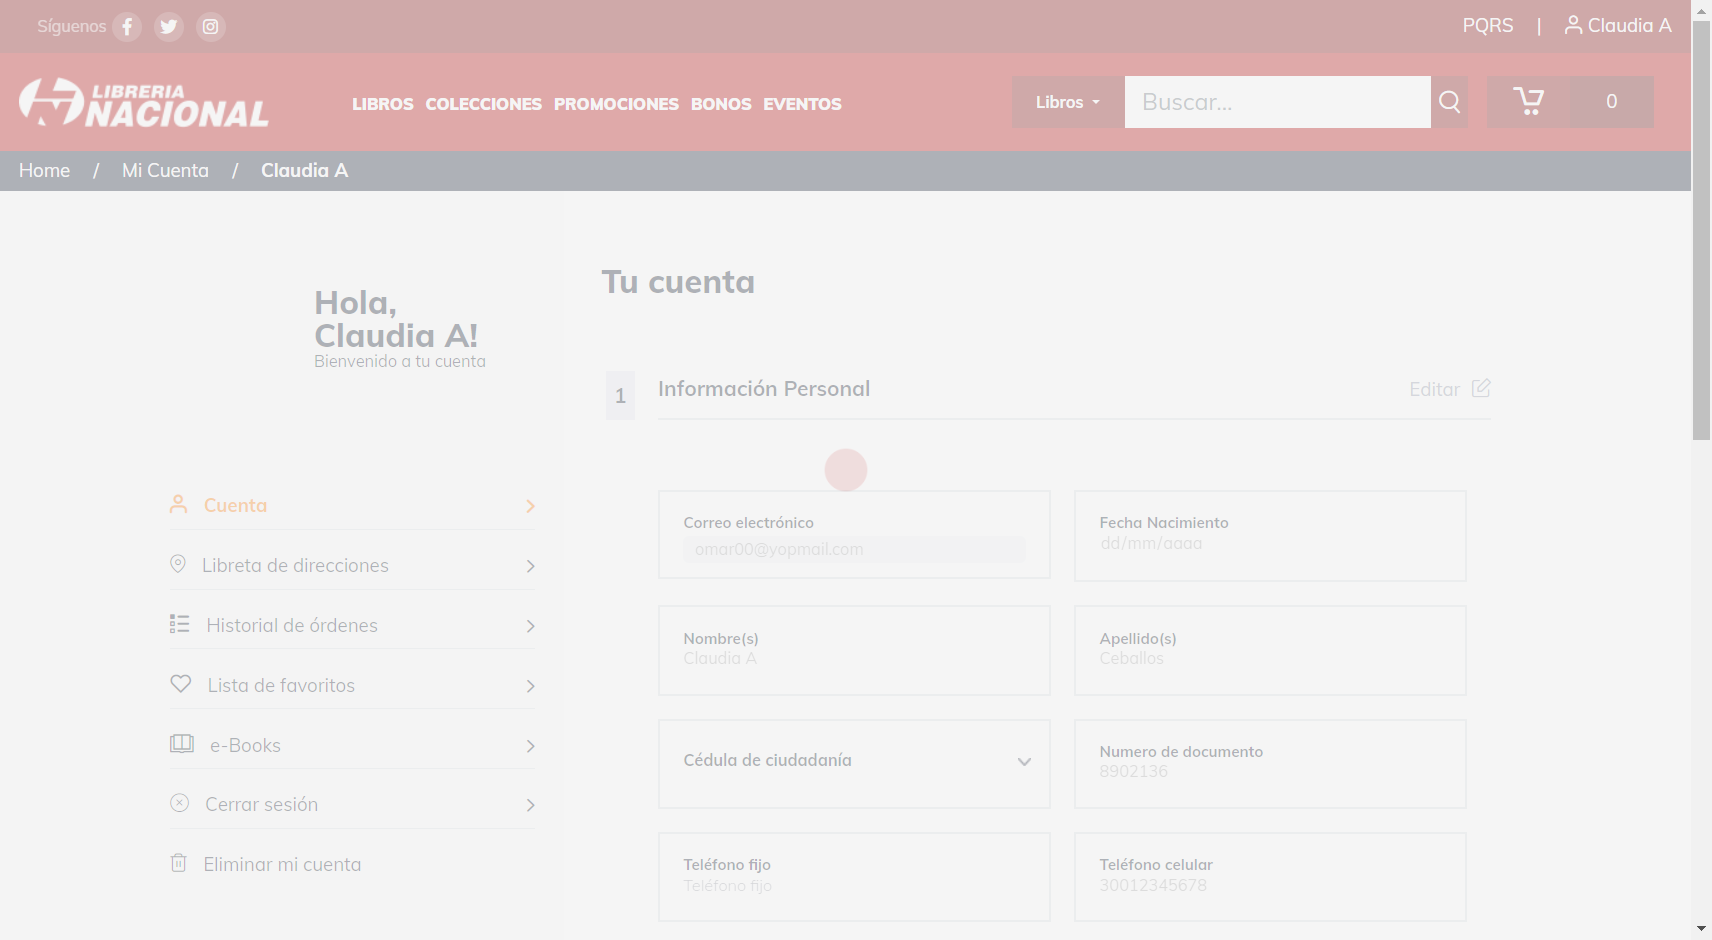 Síguenos
PQRS | Claudia A
LIBRERIA
NACIONAL
LIBROS COLECCIONES PROMOCIONES BONOS EVENTOS
Libros
Buscar...
0
Home / Mi Cuenta / Claudia A
Hola,
Claudia A!
Bienvenido a tu cuenta
Cuenta
Libreta de direcciones
Historial de órdenes
Lista de favoritos
e-Books
Cerrar sesión
Eliminar mi cuenta
Tu cuenta
1 Información Personal
Editar
Correo electrónico
omar00@yopmail.com
Fecha Nacimiento
dd/mm/aaaa
Nombre(s)
Claudia A
Apellido(s)
Ceballos
Cédula de ciudadanía
Numero de documento
8902136
Teléfono fijo
Teléfono fijo
Teléfono celular
30012345678